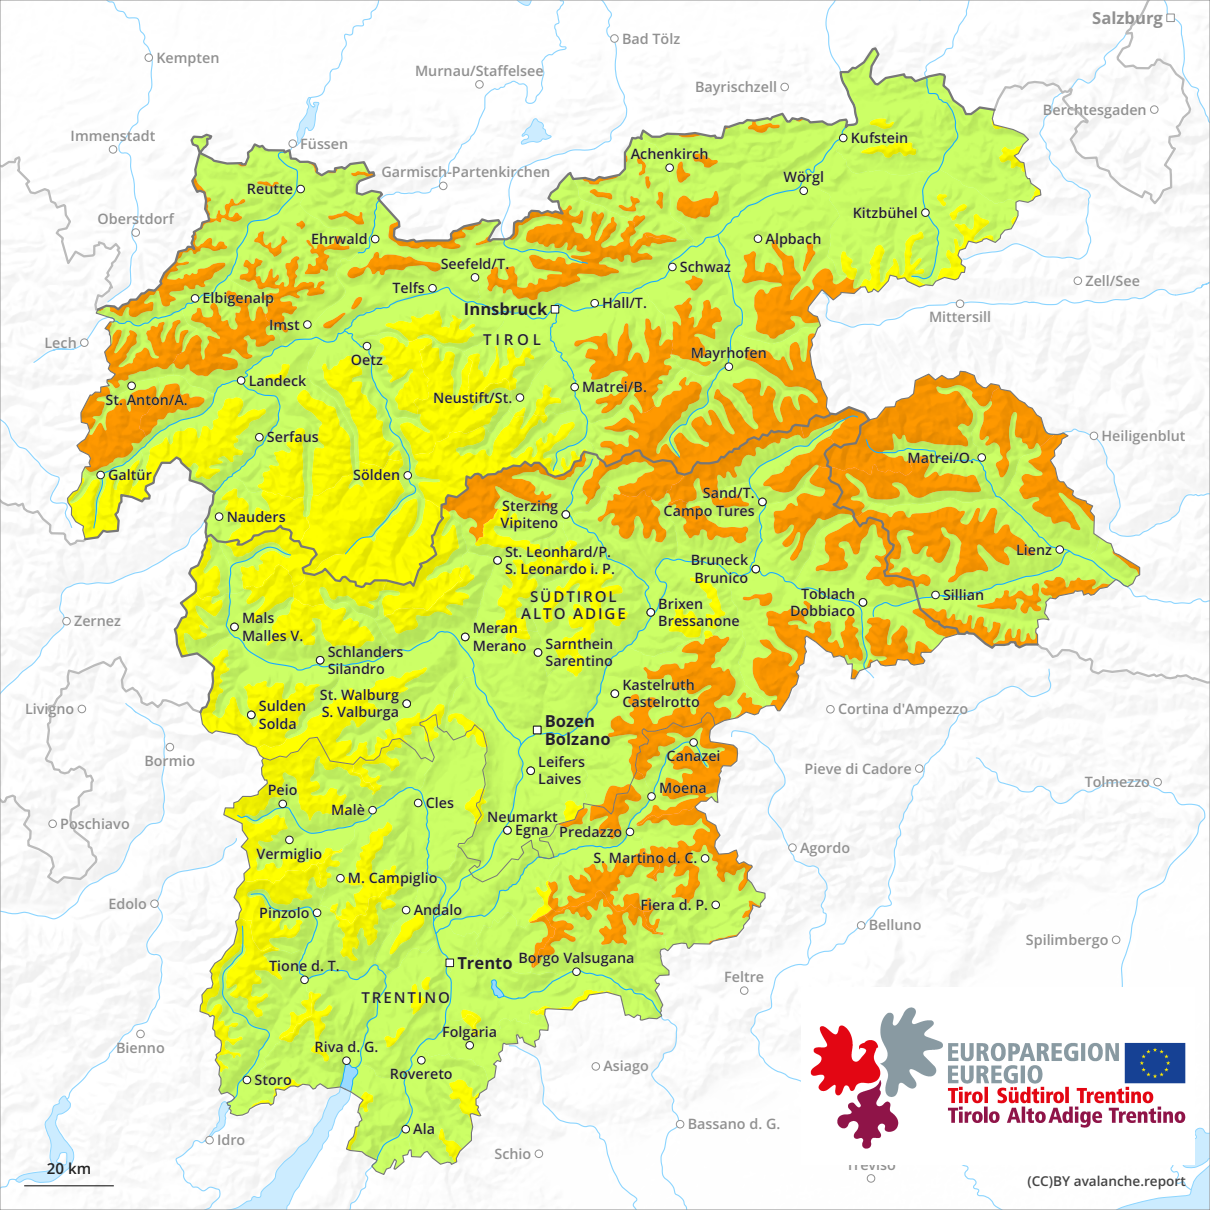 Salzburg
Bad Tölz
Kempten
Murnau/Staffelsee
Bayrischzell
Berchtesgaden
Immenstadt
Füssen
Kufstein
Achenkirch
Garmisch-Partenkirchen
Wörgl
Reutte
Oberstdorf
Kitzbühel
Ehrwald
Alpbach
Seefeld/T.
Schwaz
Zell/See
Telfs
Elbigenalp
Hall/T.
Innsbruck
Mittersill
Imst
TIROL
Lech
Oetz
Mayrhofen
Landeck
Matrei/B.
St. Anton/A.
Neustift/St.
Serfaus
Heiligenblut
Matrei/O.
Galtür
Sölden
Sand/T.
Campo Tures
Sterzing
Vipiteno
Nauders
Lienz
St. Leonhard/P.
S. Leonardo i. P.
Bruneck
Brunico
SÜDTIROL
ALTO ADIGE
Toblach
Dobbiaco
Sillian
Brixen
Bressanone
Zernez
Mals
Malles V.
Meran
Merano
Sarnthein
Sarentino
Schlanders
Silandro
Kastelruth
Castelrotto
St. Walburg
S. Valburga
Livigno
Sulden
Solda
Cortina d'Ampezzo
Bozen
Bolzano
Bormio
Canazei
Leifers
Laives
Pieve di Cadore
Tolmezzo
Peio
Moena
Malè
Cles
Neumarkt
Egna
Predazzo
Poschiavo
Vermiglio
Agordo
S. Martino d. C.
M. Campiglio
Edolo
Pinzolo
Andalo
Fiera d. P.
Belluno
Spilimbergo
Trento
Borgo Valsugana
Tione d. T.
Feltre
TRENTINO
Bienno
Riva d. G.
Folgaria
Rovereto
Asiago
Storo
EUROPAREGION
EUREGIO
Tirol Südtirol Trentino
Tirolo Alto Adige Trentino
Ala
Bassano d. G.
Idro
Schio
20 km
Treviso
(CC)BY avalanche.report